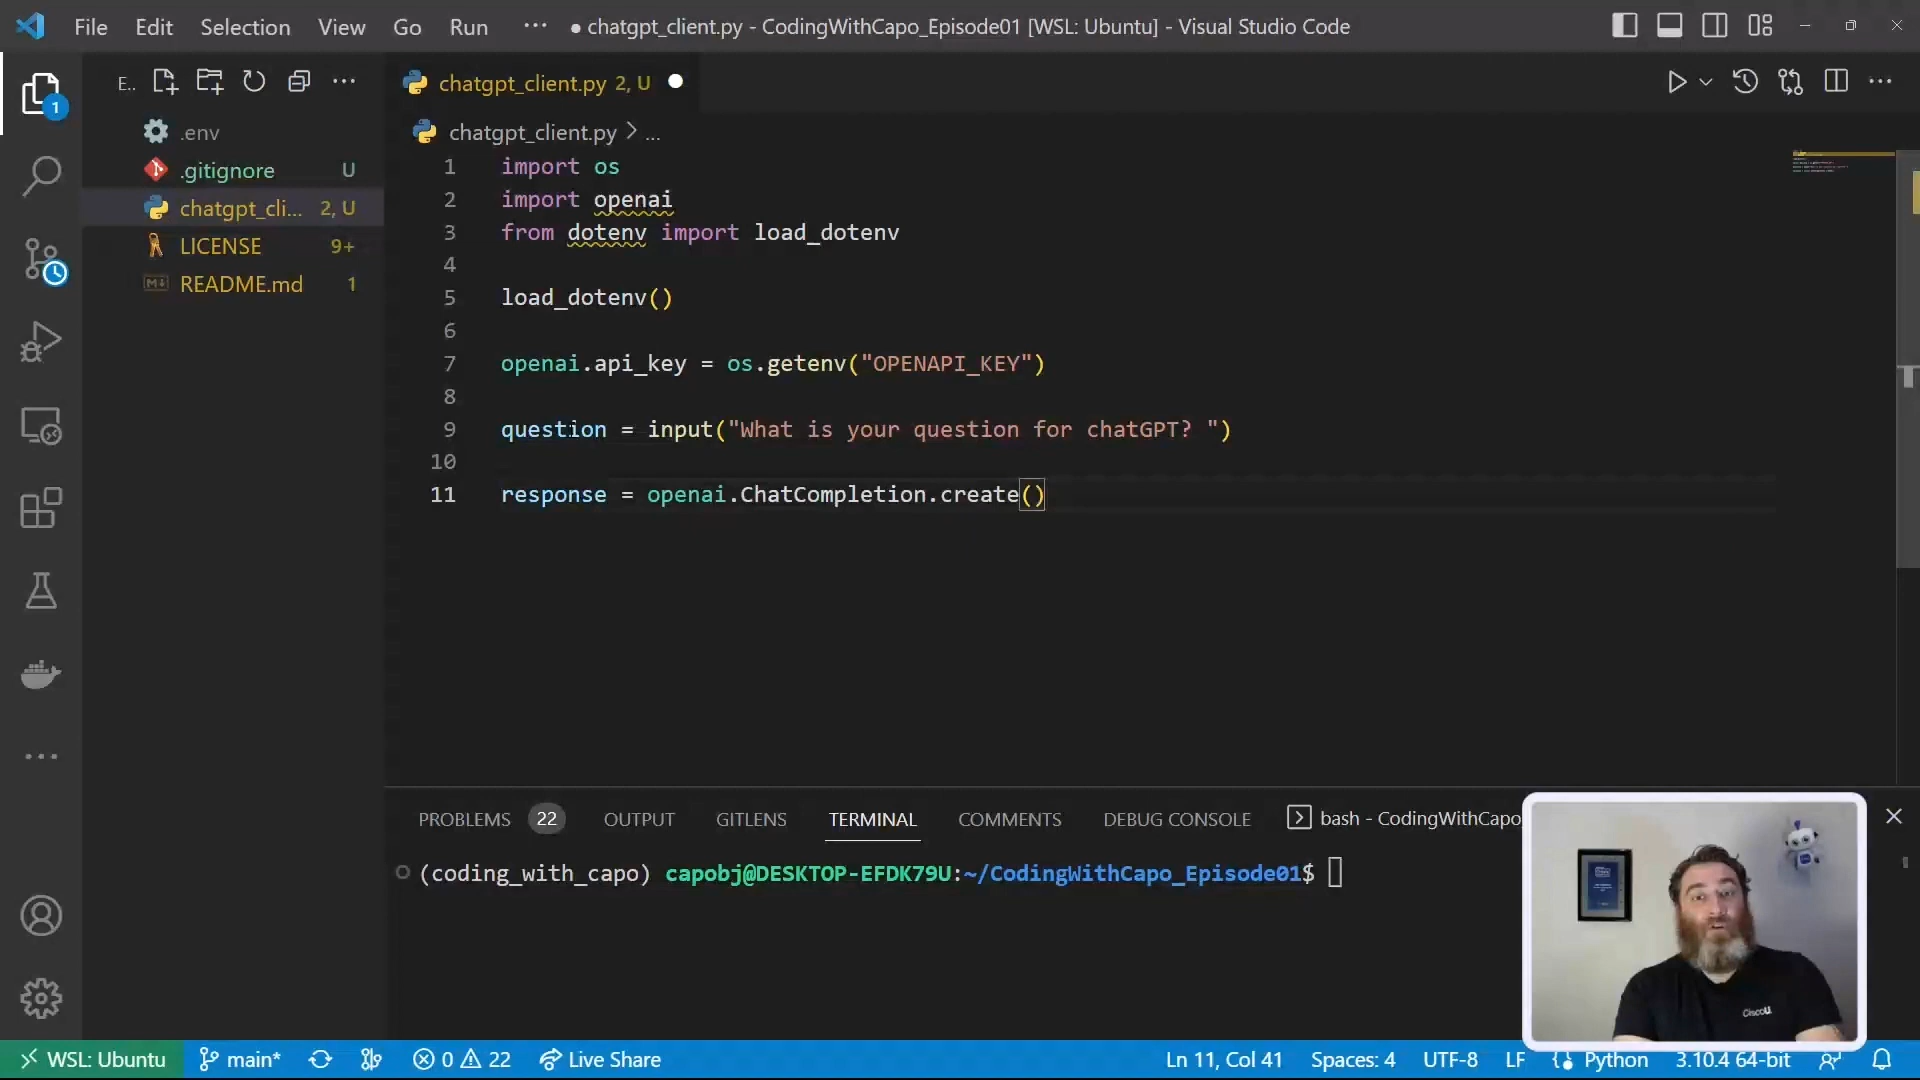 File Edit Selection View Go Run ··· ● chatgpt_client.py - CodingWithCapo_Episode01 [WSL: Ubuntu] - Visual Studio Code
E..
chatgpt_client.py 2, U
chatgpt_client.py > ...
.env
.gitignore U
chatgpt_cli... 2, U
LICENSE 9+
README.md 1
1
1 import os
2 import openai
3 from dotenv import load_dotenv
4
5 load_dotenv()
6
7 openai.api_key = os.getenv("OPENAPI_KEY")
8
9 question = input("What is your question for chatGPT? ")
10
11 response = openai.ChatCompletion.create()
PROBLEMS 22 OUTPUT GITLENS TERMINAL COMMENTS DEBUG CONSOLE bash - CodingWithCapo
(coding_with_capo) capobj@DESKTOP-EFDK79U:~/CodingWithCapo_Episode01$
CiscoU
WSL: Ubuntu main* 0 22 Live Share Ln 11, Col 41 Spaces: 4 UTF-8 LF Python 3.10.4 64-bit